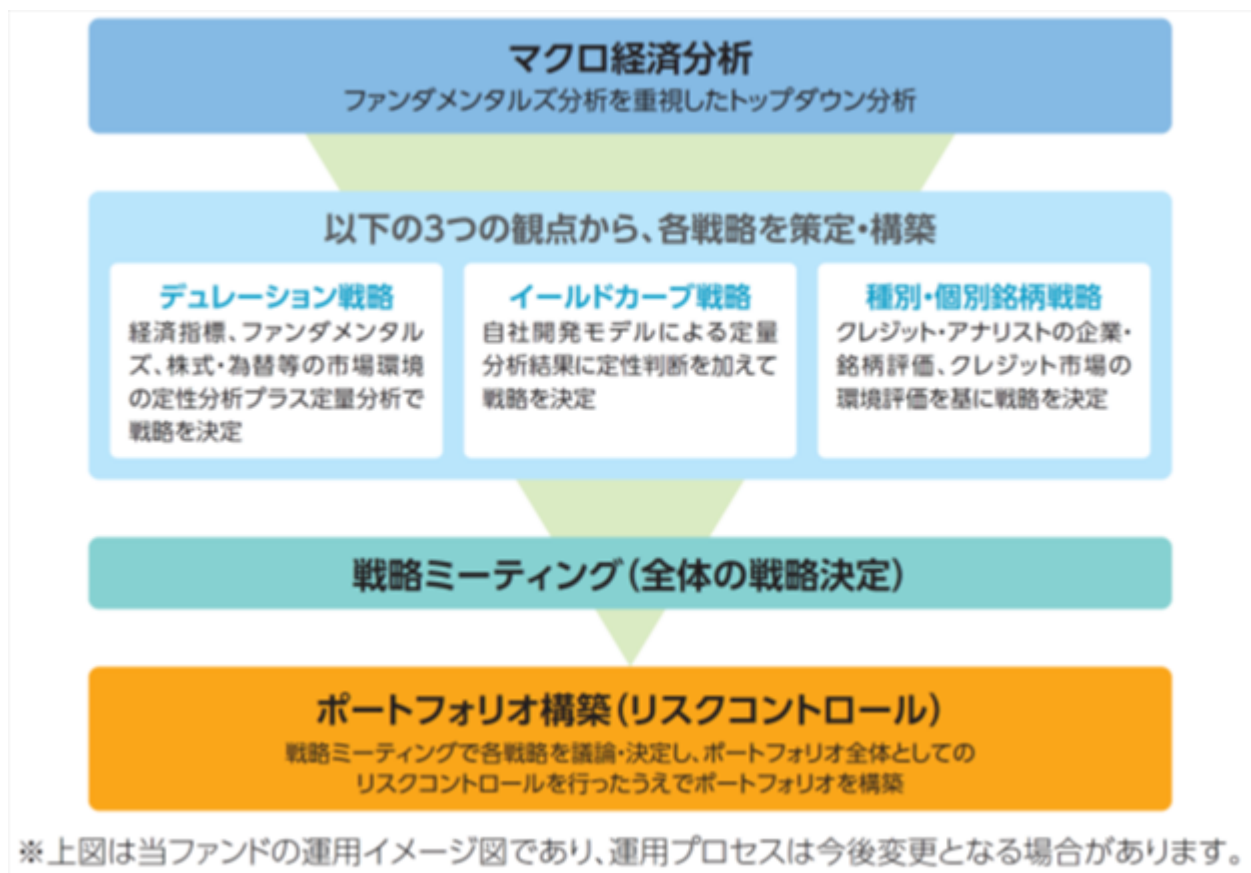 マクロ経済分析
ファンダメンタルズ分析を重視したトップダウン分析
以下の3つの観点から、各戦略を策定・構築
デュレーション戦略
経済指標、ファンダメンタル
ズ、株式・為替等の市場環境
の定性分析プラス定量分析で
戦略を決定
イールドカーブ戦略
自社開発モデルによる定量
分析結果に定性判断を加えて
戦略を決定
種別・個別銘柄戦略
クレジット・アナリストの企業・
銘柄評価、クレジット市場の
環境評価を基に戦略を決定
戦略ミーティング(全体の戦略決定)
ポートフォリオ構築(リスクコントロール)
戦略ミーティングで各戦略を議論・決定し、ポートフォリオ全体としての
リスクコントロールを行ったうえでポートフォリオを構築
※上図は当ファンドの運用イメージ図であり、運用プロセスは今後変更となる場合があります。